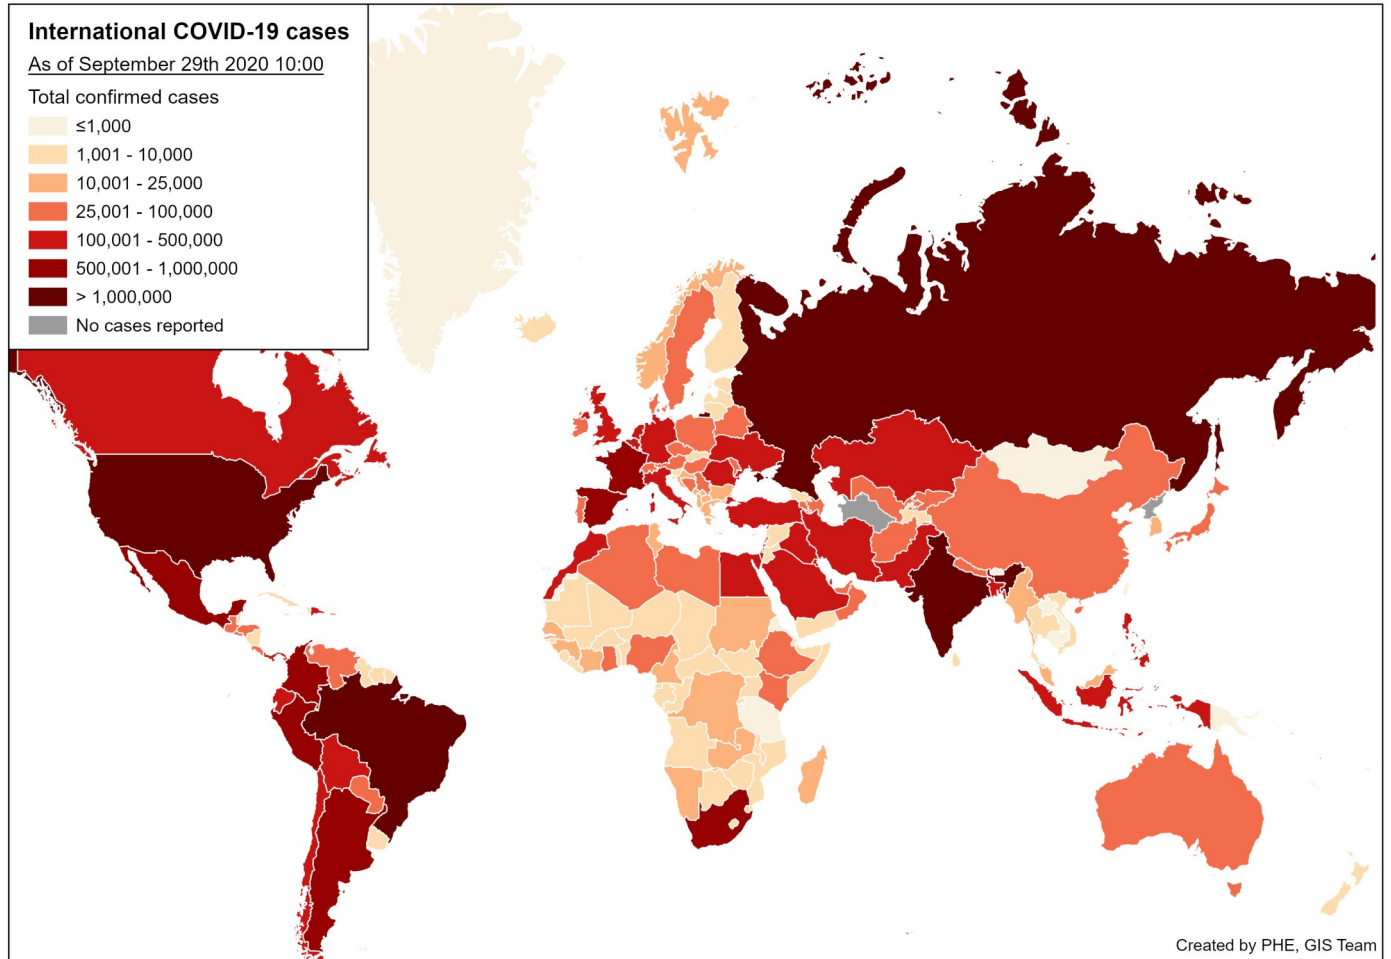 International COVID-19 cases
As of September 29th 2020 10:00
Total confirmed cases
≤1,000
1,001 - 10,000
10,001 - 25,000
25,001 - 100,000
100,001 - 500,000
500,001 - 1,000,000
> 1,000,000
No cases reported
Created by PHE, GIS Team